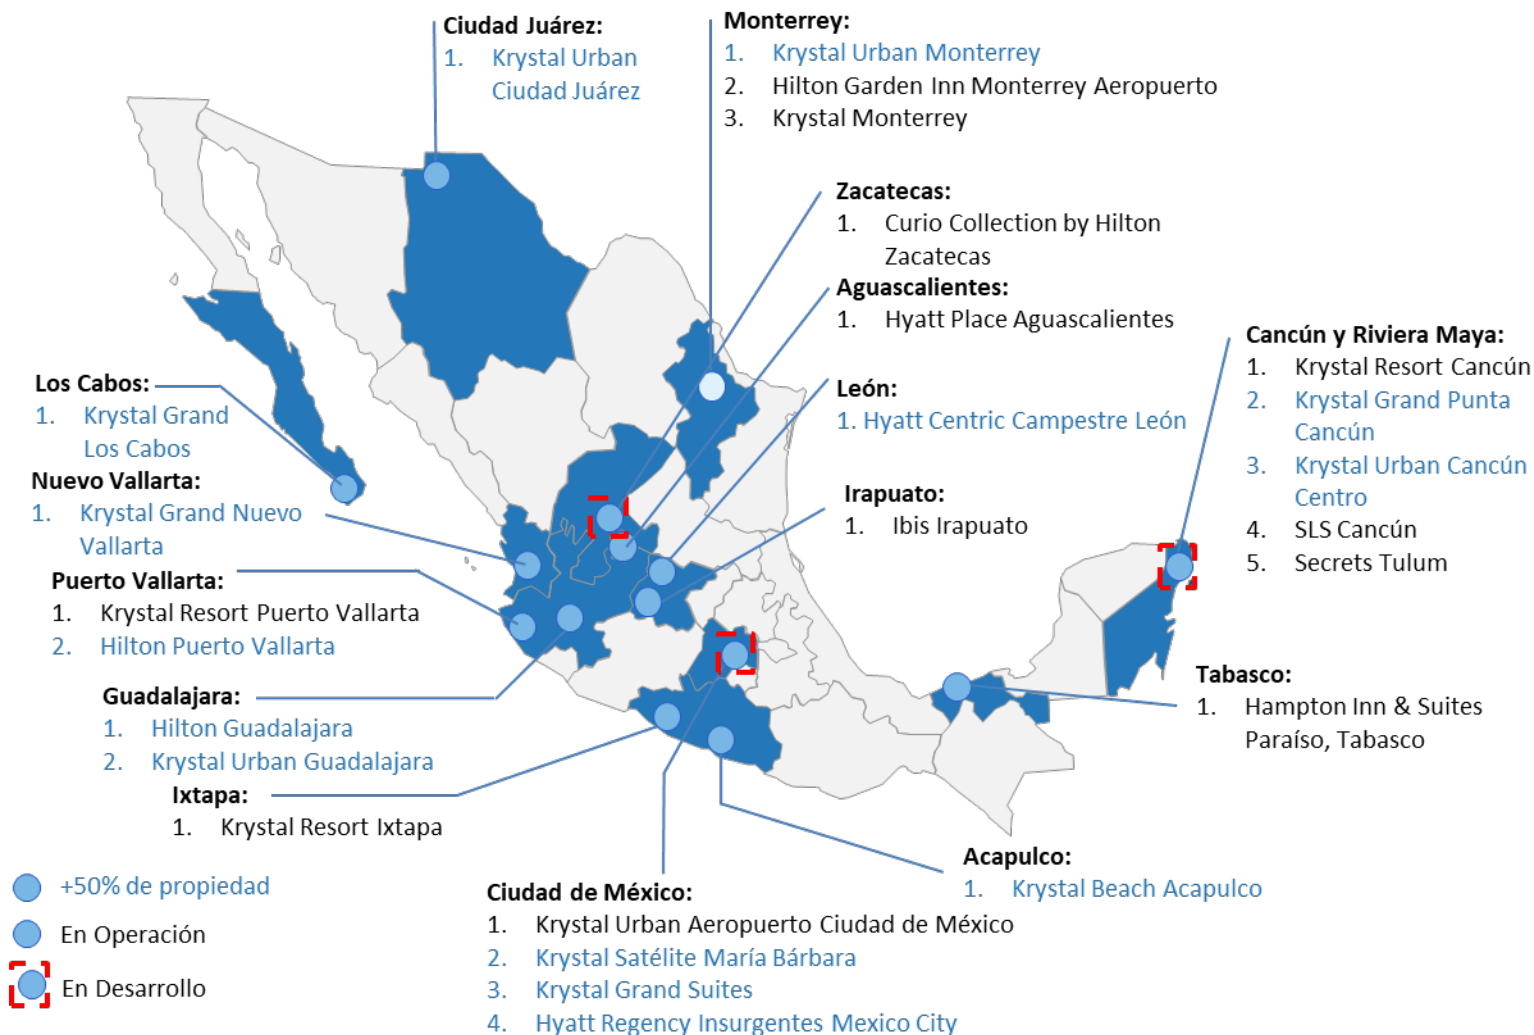 Ciudad Juárez:
1. Krystal Urban
Ciudad Juárez
Monterrey:
1. Krystal Urban Monterrey
2. Hilton Garden Inn Monterrey Aeropuerto
3. Krystal Monterrey
Zacatecas:
1. Curio Collection by Hilton
Zacatecas
Aguascalientes:
1. Hyatt Place Aguascalientes
León:
1. Hyatt Centric Campestre León
Irapuato:
1. Ibis Irapuato
Cancún y Riviera Maya:
1. Krystal Resort Cancún
2. Krystal Grand Punta
Cancún
3. Krystal Urban Cancún
Centro
4. SLS Cancún
5. Secrets Tulum
Los Cabos:
1. Krystal Grand
Los Cabos
Nuevo Vallarta:
1. Krystal Grand Nuevo
Vallarta
Puerto Vallarta:
1. Krystal Resort Puerto Vallarta
2. Hilton Puerto Vallarta
Guadalajara:
1. Hilton Guadalajara
2. Krystal Urban Guadalajara
Ixtapa:
1. Krystal Resort Ixtapa
Tabasco:
1. Hampton Inn & Suites
Paraíso, Tabasco
Acapulco:
1. Krystal Beach Acapulco
Ciudad de México:
1. Krystal Urban Aeropuerto Ciudad de México
2. Krystal Satélite María Bárbara
3. Krystal Grand Suites
4. Hyatt Regency Insurgentes Mexico City
+50% de propiedad
En Operación
En Desarrollo